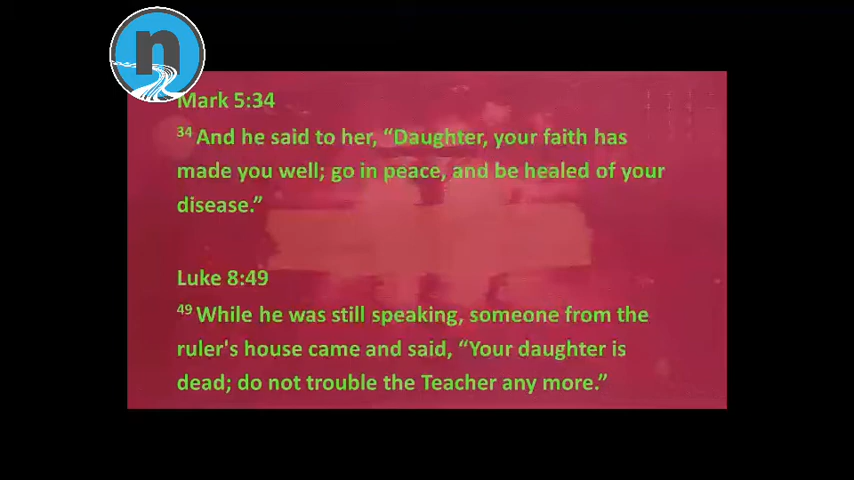 n
Mark 5:34
34 And he said to her, “Daughter, your faith has
made you well; go in peace, and be healed of your
disease.”
Luke 8:49
49 While he was still speaking, someone from the
ruler's house came and said, “Your daughter is
dead; do not trouble the Teacher any more.”